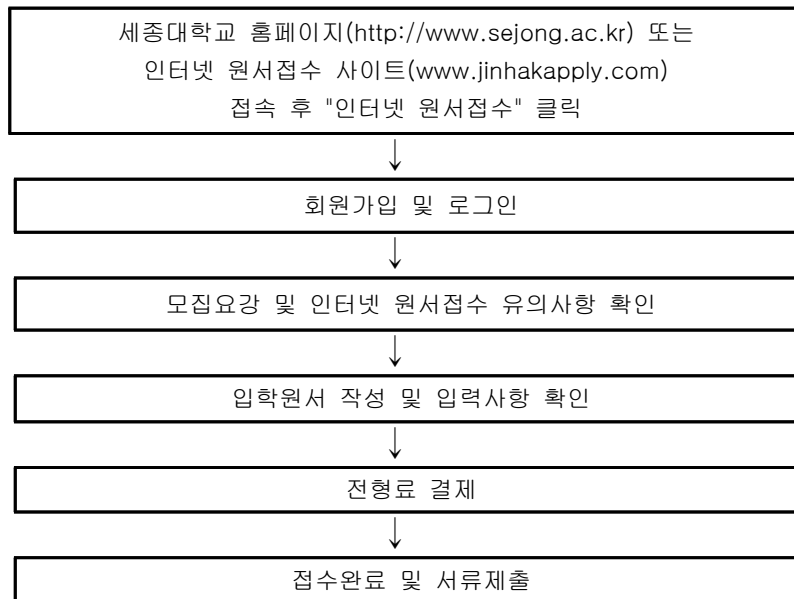 세종대학교 홈페이지(http://www.sejong.ac.kr) 또는
인터넷 원서접수 사이트(www.jinhakapply.com)
접속 후 "인터넷 원서접수" 클릭
↓
회원가입 및 로그인
↓
모집요강 및 인터넷 원서접수 유의사항 확인
↓
입학원서 작성 및 입력사항 확인
↓
전형료 결제
↓
접수완료 및 서류제출